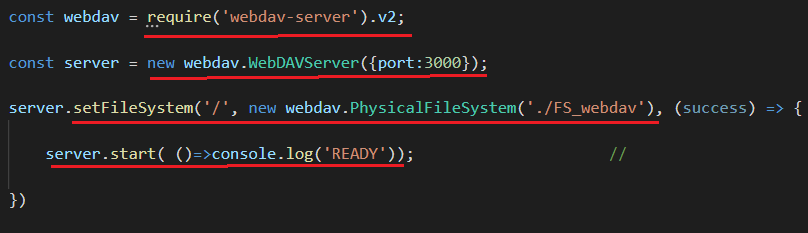 const webdav = require('webdav-server').v2;
const server = new webdav.WebDAVServer({port:3000});
server.setFileSystem('/', new webdav.PhysicalFileSystem('./FS_webdav'), (success) => {
server.start( ()=>console.log('READY')); //
})